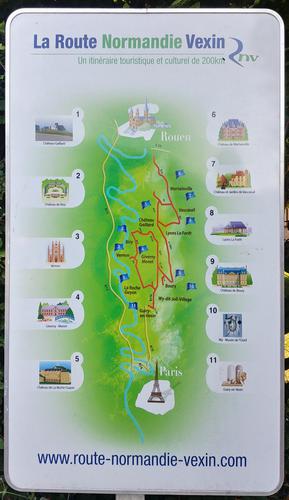 La Route Normandie Vexin
Rnv
Un itinéraire touristique et culturel de 200km
1
Château Gaillard
2
Château de Bizy
3
Vernon
4
Giverny - Monet
5
Château de La Roche Guyon
6
Château de Martainville
7
Château et Jardins de Vascoeuil
8
Lyons La Forêt
9
Château de Boury
10
Wy - Musée de l'Outil
11
Guiry-en-Vexin
Rouen
Martainville
Vascoeuil
Château
Gaillard
Lyons La Forêt
Bizy
Vernon
Giverny
Monet
La Roche
Guyon
Boury
Wy-dit-Joli-Village
Guiry-
en-Vexin
Paris
www.route-normandie-vexin.com